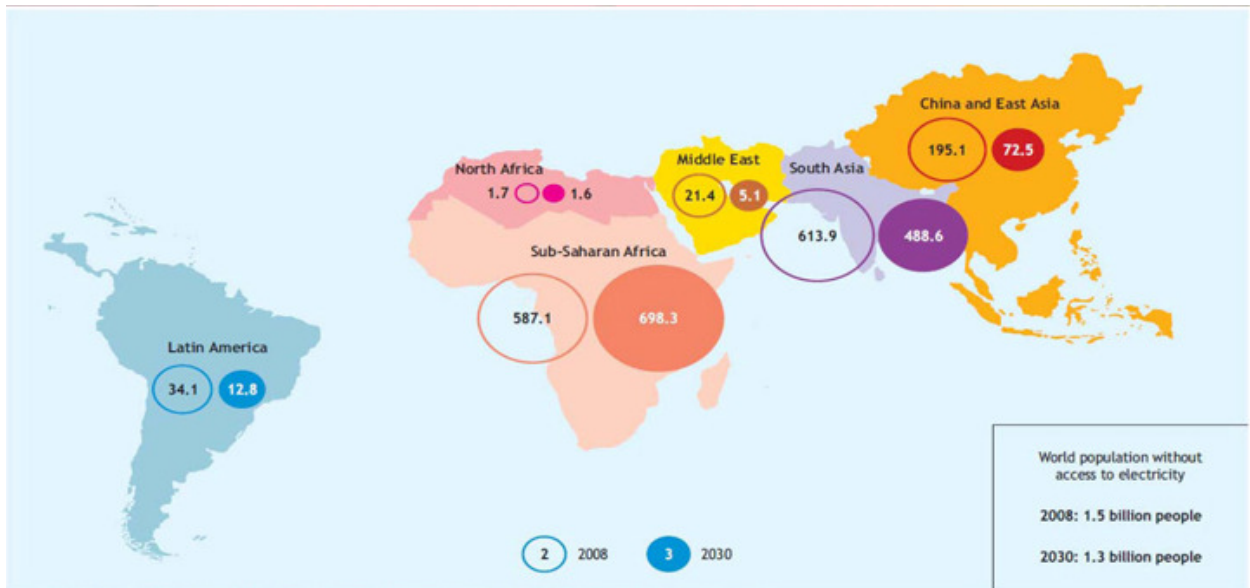 China and East Asia
195.1 72.5
North Africa
1.7 1.6
Middle East
21.4 5.1
South Asia
613.9 488.6
Sub-Saharan Africa
587.1 698.3
Latin America
34.1 12.8
World population without
access to electricity
2008: 1.5 billion people
2030: 1.3 billion people
2 2008 3 2030